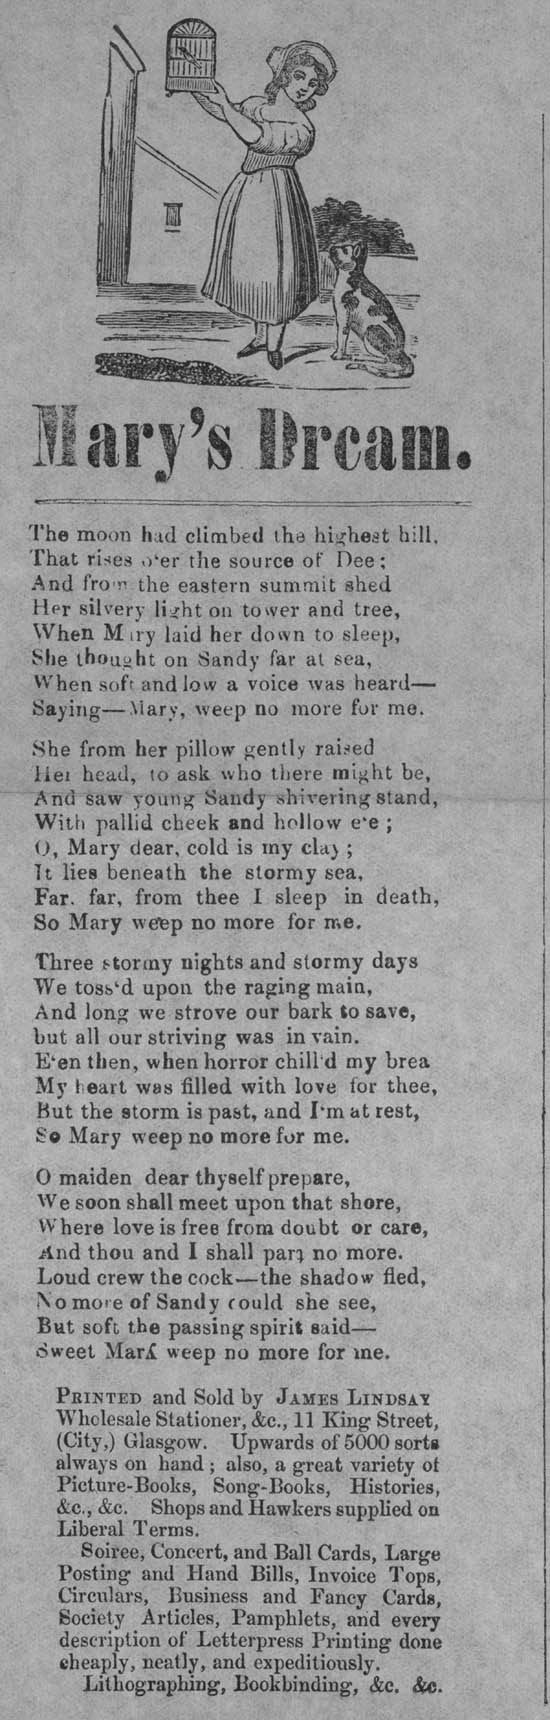 Mary's Dream.
The moon had climbed the highest hill,
That rises o'er the source of Dee;
And from the eastern summit shed
Her silvery light on tower and tree,
When Mary laid her down to sleep,
She thought on Sandy far at sea,
When soft and low a voice was heard—
Saying—Mary, weep no more for me.
She from her pillow gently raised
Her head, to ask who there might be,
And saw young Sandy shivering stand,
With pallid cheek and hollow e'e;
O, Mary dear, cold is my clay;
It lies beneath the stormy sea,
Far. far, from thee I sleep in death,
So Mary weep no more for me.
Three stormy nights and stormy days
We toss'd upon the raging main,
And long we strove our bark to save,
but all our striving was in vain.
E'en then, when horror chill'd my brea
My heart was filled with love for thee,
But the storm is past, and I'm at rest,
So Mary weep no more for me.
O maiden dear thyself prepare,
We soon shall meet upon that shore,
Where love is free from doubt or care,
And thou and I shall part no more.
Loud crew the cock—the shadow fled,
No more of Sandy could she see,
But soft the passing spirit said—
Sweet Mary weep no more for me.
PRINTED and Sold by JAMES LINDSAY
Wholesale Stationer, &c., 11 King Street,
(City,) Glasgow. Upwards of 5000 sorts
always on hand; also, a great variety of
Picture-Books, Song-Books, Histories,
&c., &c. Shops and Hawkers supplied on
Liberal Terms.
Soiree, Concert, and Ball Cards, Large
Posting and Hand Bills, Invoice Tops,
Circulars, Business and Fancy Cards,
Society Articles, Pamphlets, and every
description of Letterpress Printing done
cheaply, neatly, and expeditiously.
Lithographing, Bookbinding, &c. &c.